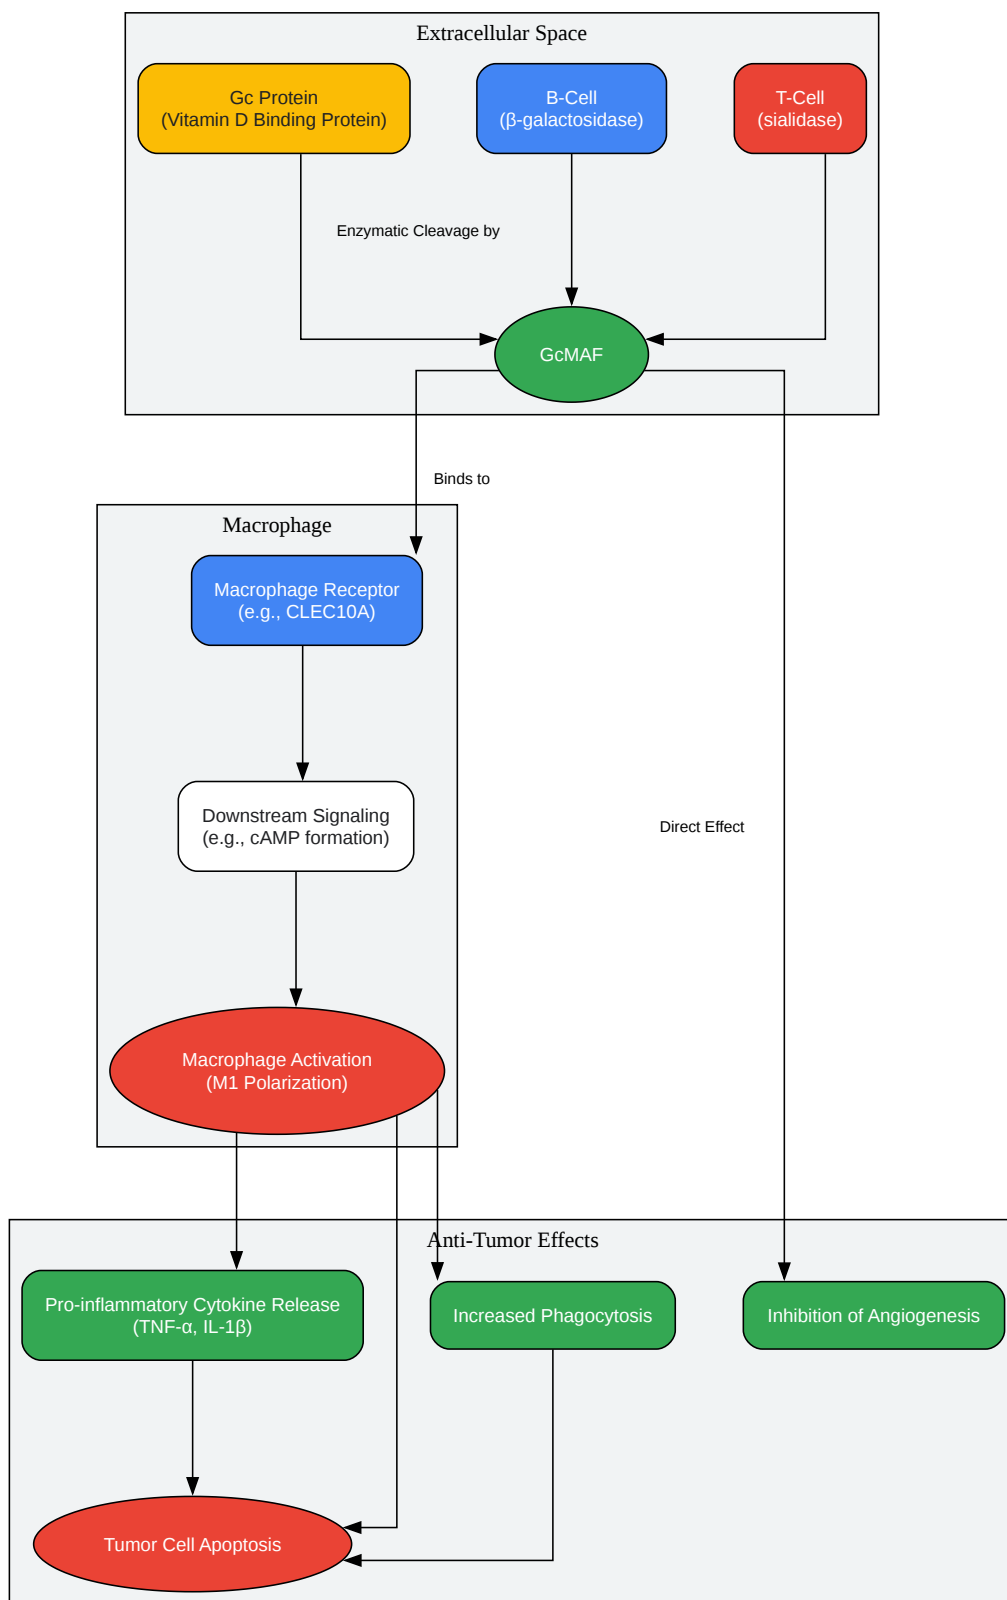 Extracellular Space
Gc Protein
(Vitamin D Binding Protein)
B-Cell
(β-galactosidase)
T-Cell
(sialidase)
Enzymatic Cleavage by
GcMAF
Binds to
Macrophage
Macrophage Receptor
(e.g., CLEC10A)
Downstream Signaling
(e.g., cAMP formation)
Direct Effect
Macrophage Activation
(M1 Polarization)
Anti-Tumor Effects
Pro-inflammatory Cytokine Release
(TNF-α, IL-1β)
Increased Phagocytosis
Inhibition of Angiogenesis
Tumor Cell Apoptosis